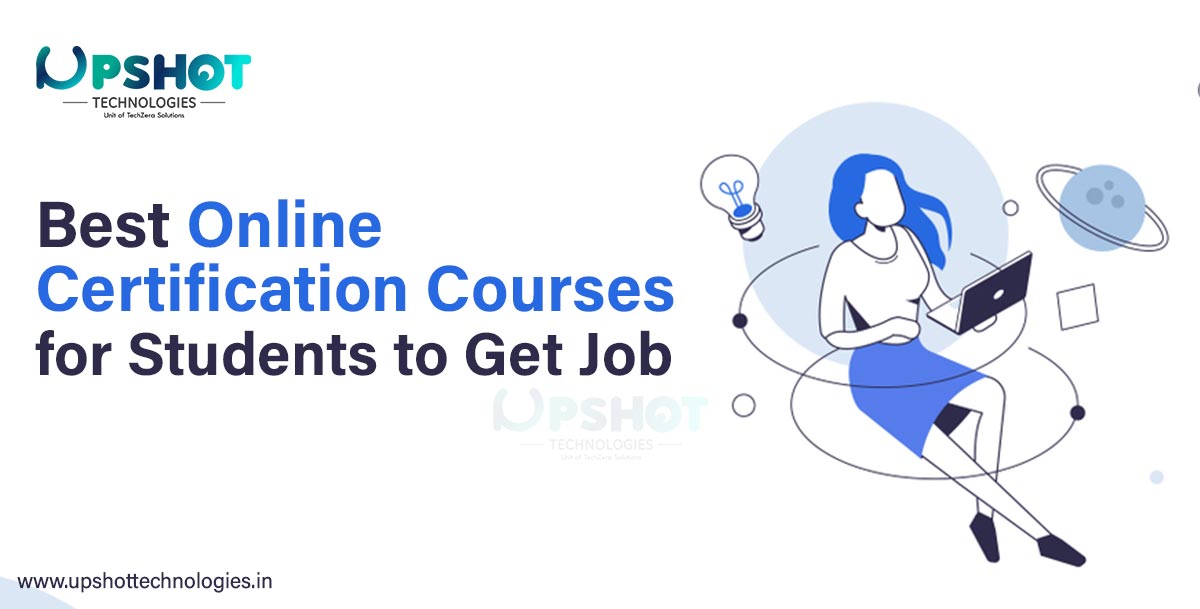 UPSHOT
TECHNOLOGIES
Unit of TechZera Solutions
Best Online
Certification Courses
for Students to Get Job
UPSHOT
TECHNOLOGIES
Unit of TechZera Solutions
www.upshottechnologies.in